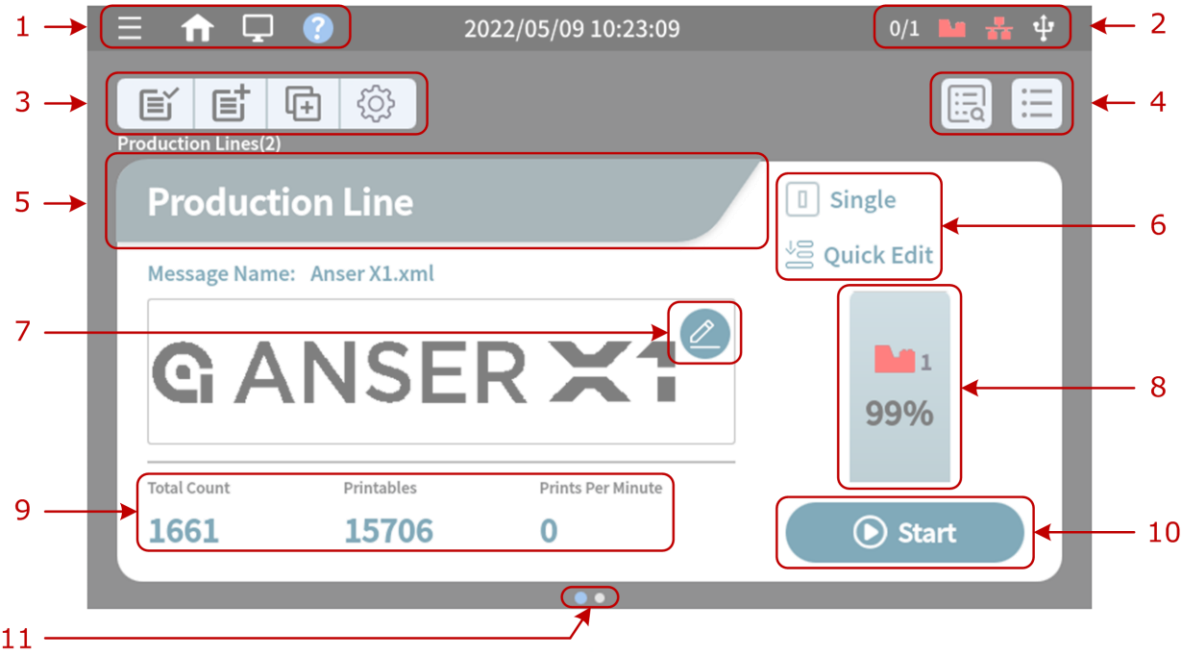 1
2022/05/09 10:23:09
0/1
2
3
4
Production Lines(2)
5
Production Line
Single
6
Quick Edit
Message Name: Anser X1.xml
7
ANSER X1
1
99%
8
Total Count Printables Prints Per Minute
9
1661 15706 0
Start
10
11